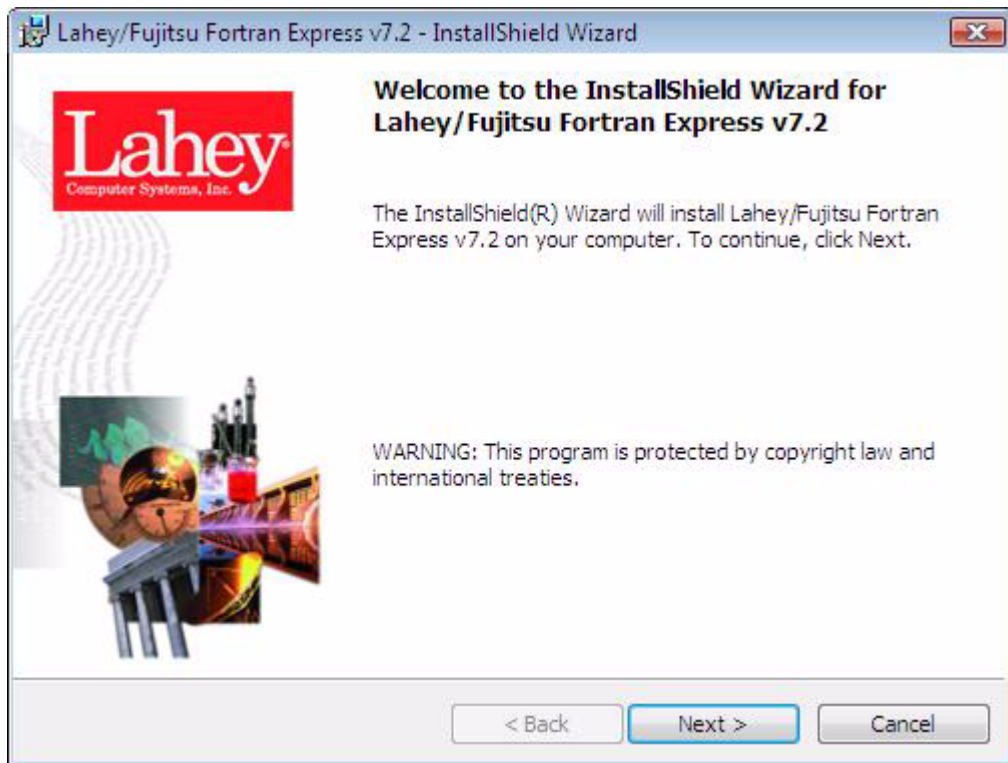 Lahey/Fujitsu Fortran Express v7.2 - InstallShield Wizard
Lahey
Computer Systems, Inc.
Welcome to the InstallShield Wizard for
Lahey/Fujitsu Fortran Express v7.2
The InstallShield(R) Wizard will install Lahey/Fujitsu Fortran
Express v7.2 on your computer. To continue, click Next.
WARNING: This program is protected by copyright law and
international treaties.
< Back
Next >
Cancel